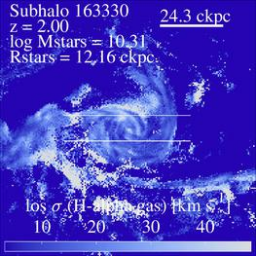 Subhalo 163330
24.3 ckpc
z = 2.00
log Mstars = 10.31
Rstars = 12.16 ckpc
los σ (H-alpha gas) [km s⁻¹]
10 20 30 40